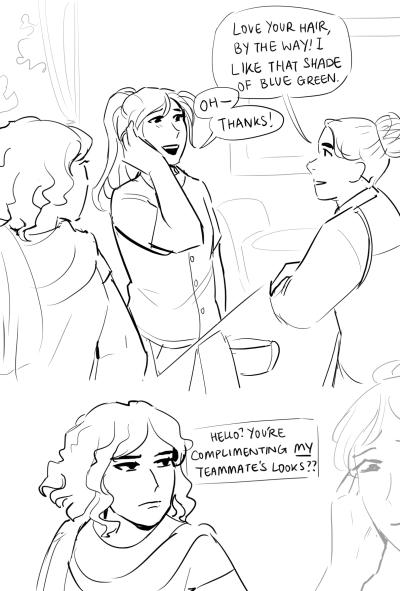 LOVE YOUR HAIR,
BY THE WAY! I
LIKE THAT SHADE
OF BLUE GREEN.
OH—
THANKS!
HELLO? YOU'RE
COMPLIMENTING MY
TEAMMATE'S LOOKS??